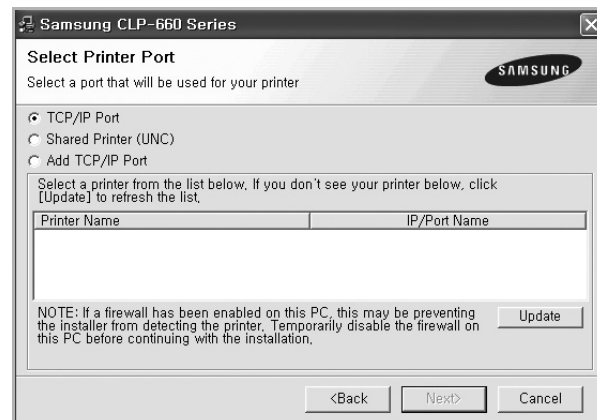 Samsung CLP-660 Series
Select Printer Port
Select a port that will be used for your printer
SAMSUNG
TCP/IP Port
Shared Printer (UNC)
Add TCP/IP Port
Select a printer from the list below. If you don't see your printer below, click
[Update] to refresh the list.
Printer Name IP/Port Name
NOTE: If a firewall has been enabled on this PC, this may be preventing
the installer from detecting the printer. Temporarily disable the firewall on
this PC before continuing with the installation.
Update
<Back Next> Cancel